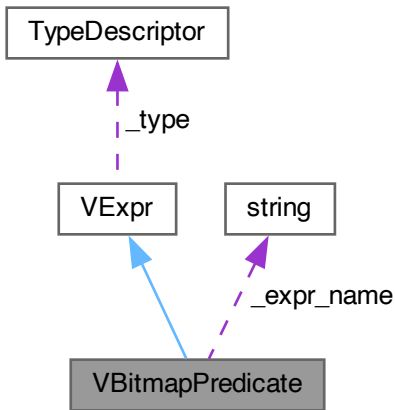 TypeDescriptor
_type
VExpr
string
_expr_name
VBitmapPredicate